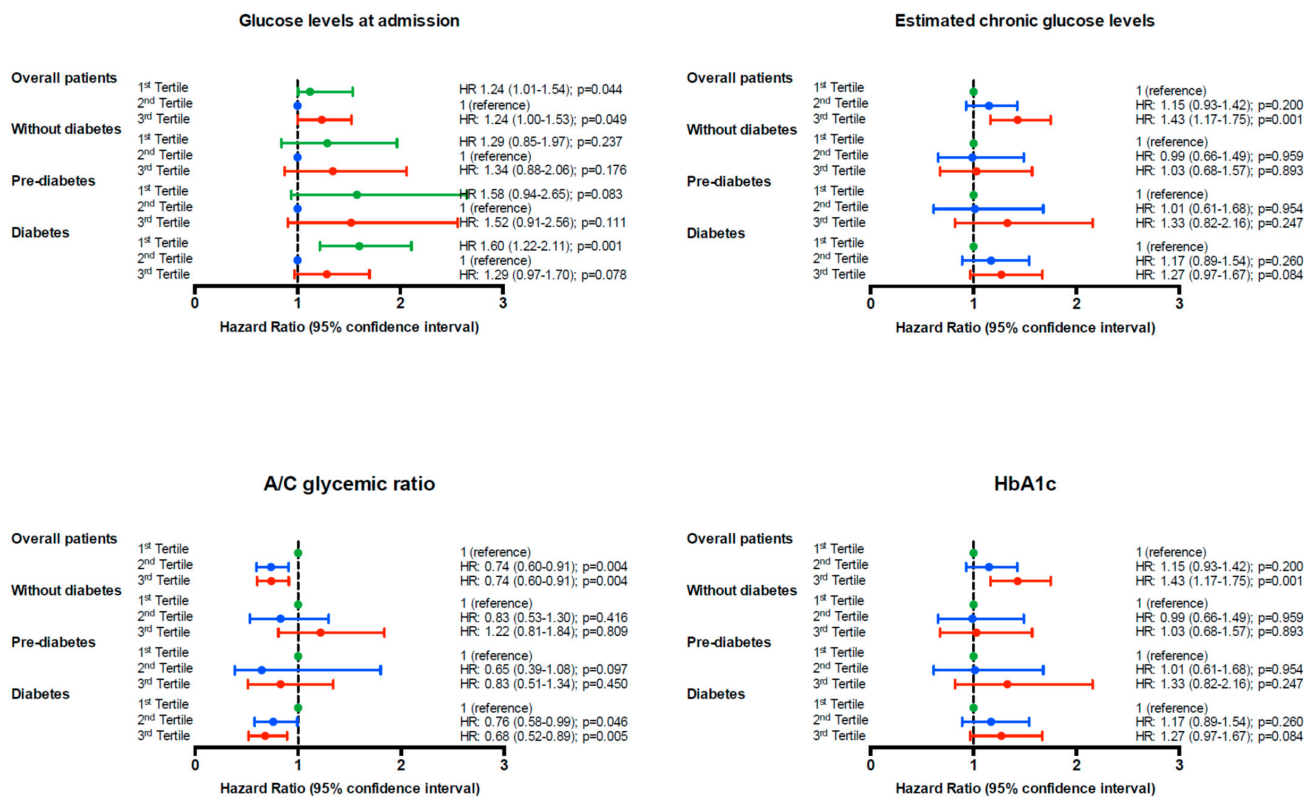 Glucose levels at admission
Overall patients
1st Tertile HR 1.24 (1.01-1.54); p=0.044
2nd Tertile 1 (reference)
3rd Tertile HR: 1.24 (1.00-1.53); p=0.049
Without diabetes
1st Tertile HR 1.29 (0.85-1.97); p=0.237
2nd Tertile 1 (reference)
3rd Tertile HR: 1.34 (0.88-2.06); p=0.176
Pre-diabetes
1st Tertile HR 1.58 (0.94-2.65); p=0.083
2nd Tertile 1 (reference)
3rd Tertile HR: 1.52 (0.91-2.56); p=0.111
Diabetes
1st Tertile HR 1.60 (1.22-2.11); p=0.001
2nd Tertile 1 (reference)
3rd Tertile HR: 1.29 (0.97-1.70); p=0.078
0 1 2 3
Hazard Ratio (95% confidence interval)
Estimated chronic glucose levels
Overall patients
1st Tertile 1 (reference)
2nd Tertile HR: 1.15 (0.93-1.42); p=0.200
3rd Tertile HR: 1.43 (1.17-1.75); p=0.001
Without diabetes
1st Tertile 1 (reference)
2nd Tertile HR: 0.99 (0.66-1.49); p=0.959
3rd Tertile HR: 1.03 (0.68-1.57); p=0.893
Pre-diabetes
1st Tertile 1 (reference)
2nd Tertile HR: 1.01 (0.61-1.68); p=0.954
3rd Tertile HR: 1.33 (0.82-2.16); p=0.247
Diabetes
1st Tertile 1 (reference)
2nd Tertile HR: 1.17 (0.89-1.54); p=0.260
3rd Tertile HR: 1.27 (0.97-1.67); p=0.084
0 1 2 3
Hazard Ratio (95% confidence interval)
A/C glycemic ratio
Overall patients
1st Tertile 1 (reference)
2nd Tertile HR: 0.74 (0.60-0.91); p=0.004
3rd Tertile HR: 0.74 (0.60-0.91); p=0.004
Without diabetes
1st Tertile 1 (reference)
2nd Tertile HR: 0.83 (0.53-1.30); p=0.416
3rd Tertile HR: 1.22 (0.81-1.84); p=0.809
Pre-diabetes
1st Tertile 1 (reference)
2nd Tertile HR: 0.65 (0.39-1.08); p=0.097
3rd Tertile HR: 0.83 (0.51-1.34); p=0.450
Diabetes
1st Tertile 1 (reference)
2nd Tertile HR: 0.76 (0.58-0.99); p=0.046
3rd Tertile HR: 0.68 (0.52-0.89); p=0.005
0 1 2 3
Hazard Ratio (95% confidence interval)
HbA1c
Overall patients
1st Tertile 1 (reference)
2nd Tertile HR: 1.15 (0.93-1.42); p=0.200
3rd Tertile HR: 1.43 (1.17-1.75); p=0.001
Without diabetes
1st Tertile 1 (reference)
2nd Tertile HR: 0.99 (0.66-1.49); p=0.959
3rd Tertile HR: 1.03 (0.68-1.57); p=0.893
Pre-diabetes
1st Tertile 1 (reference)
2nd Tertile HR: 1.01 (0.61-1.68); p=0.954
3rd Tertile HR: 1.33 (0.82-2.16); p=0.247
Diabetes
1st Tertile 1 (reference)
2nd Tertile HR: 1.17 (0.89-1.54); p=0.260
3rd Tertile HR: 1.27 (0.97-1.67); p=0.084
0 1 2 3
Hazard Ratio (95% confidence interval)